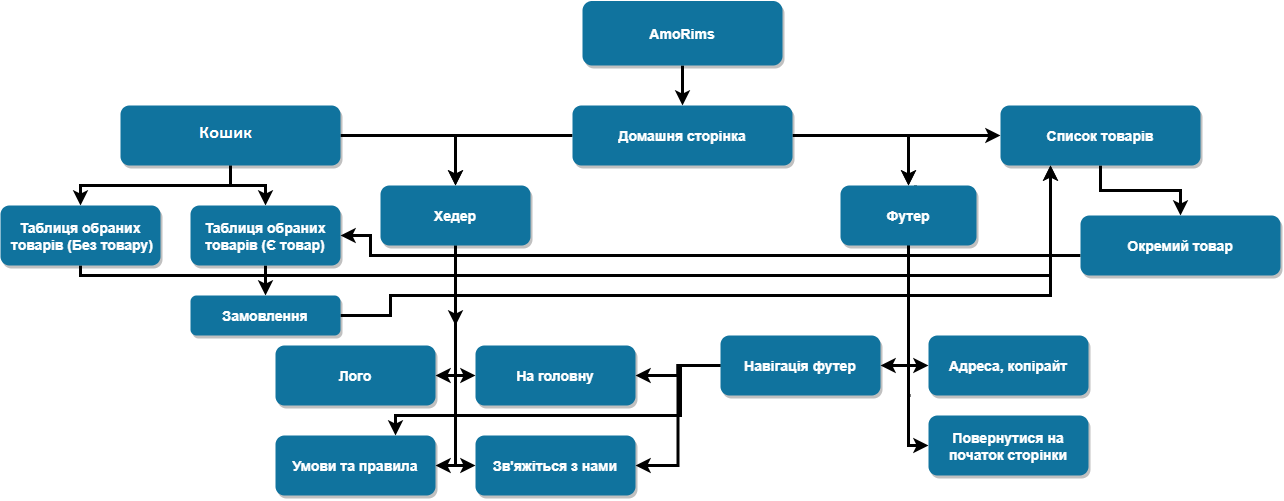 AmoRims
Кошик
Домашня сторінка
Список товарів
Таблиця обраних
товарів (Без товару)
Таблиця обраних
товарів (Є товар)
Хедер
Футер
Окремий товар
Замовлення
Лого
На головну
Навігація футер
Адреса, копірайт
Умови та правила
Зв'яжіться з нами
Повернутися на
початок сторінки